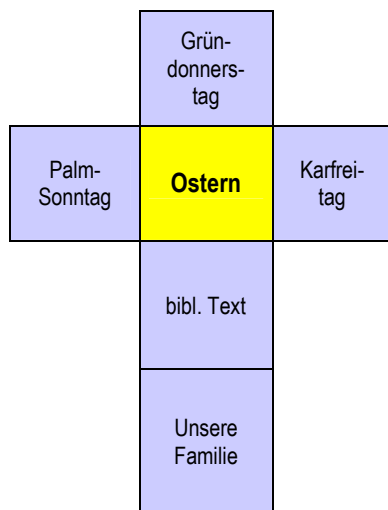 Grün-
donners-
tag
Palm-
Sonntag
Ostern
Karfrei-
tag
bibl. Text
Unsere
Familie